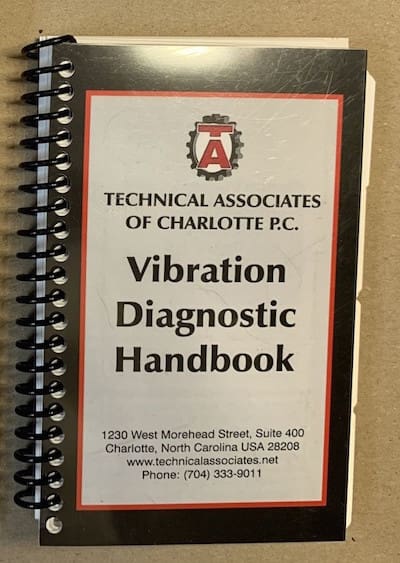 TA
TECHNICAL ASSOCIATES
OF CHARLOTTE P.C.
Vibration
Diagnostic
Handbook
1230 West Morehead Street, Suite 400
Charlotte, North Carolina USA 28208
www.technicalassociates.net
Phone: (704) 333-9011